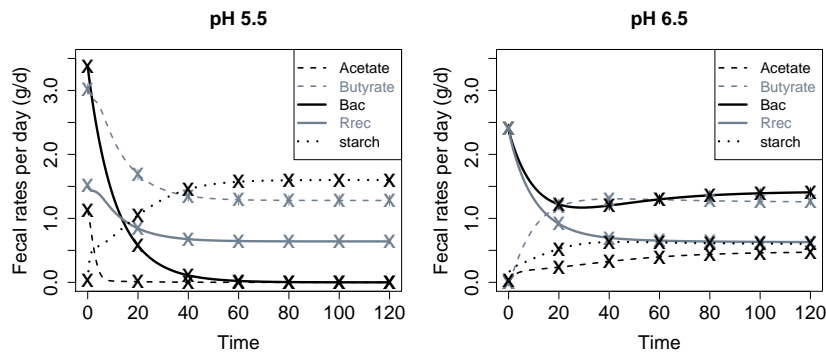 pH 5.5
Fecal rates per day (g/d)
3.0
2.0
1.0
0.0
Acetate
Butyrate
Bac
Rrec
starch
0 20 40 60 80 100 120
Time
pH 6.5
Fecal rates per day (g/d)
3.0
2.0
1.0
0.0
Acetate
Butyrate
Bac
Rrec
starch
0 20 40 60 80 100 120
Time